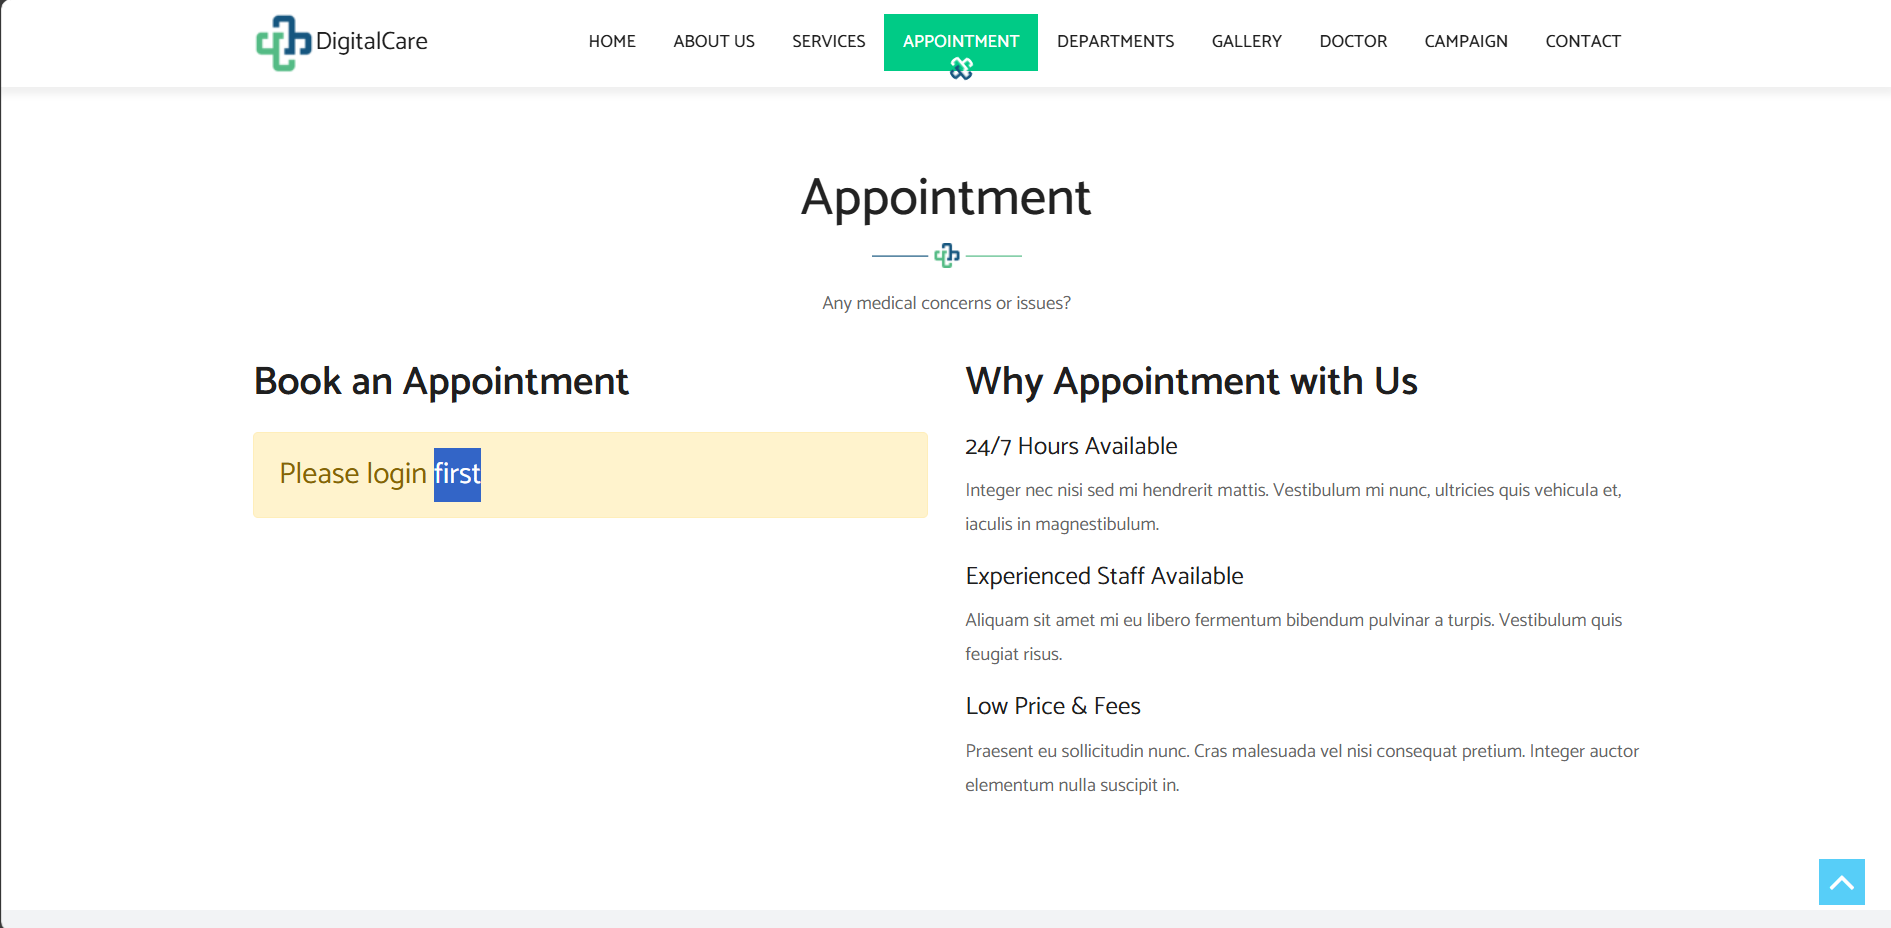 DigitalCare
HOME ABOUT US SERVICES APPOINTMENT DEPARTMENTS GALLERY DOCTOR CAMPAIGN CONTACT
Appointment
Any medical concerns or issues?
Book an Appointment
Please login first
Why Appointment with Us
24/7 Hours Available
Integer nec nisi sed mi hendrerit mattis. Vestibulum mi nunc, ultricies quis vehicula et,
iaculis in magnestibulum.
Experienced Staff Available
Aliquam sit amet mi eu libero fermentum bibendum pulvinar a turpis. Vestibulum quis
feugiat risus.
Low Price & Fees
Praesent eu sollicitudin nunc. Cras malesuada vel nisi consequat pretium. Integer auctor
elementum nulla suscipit in.